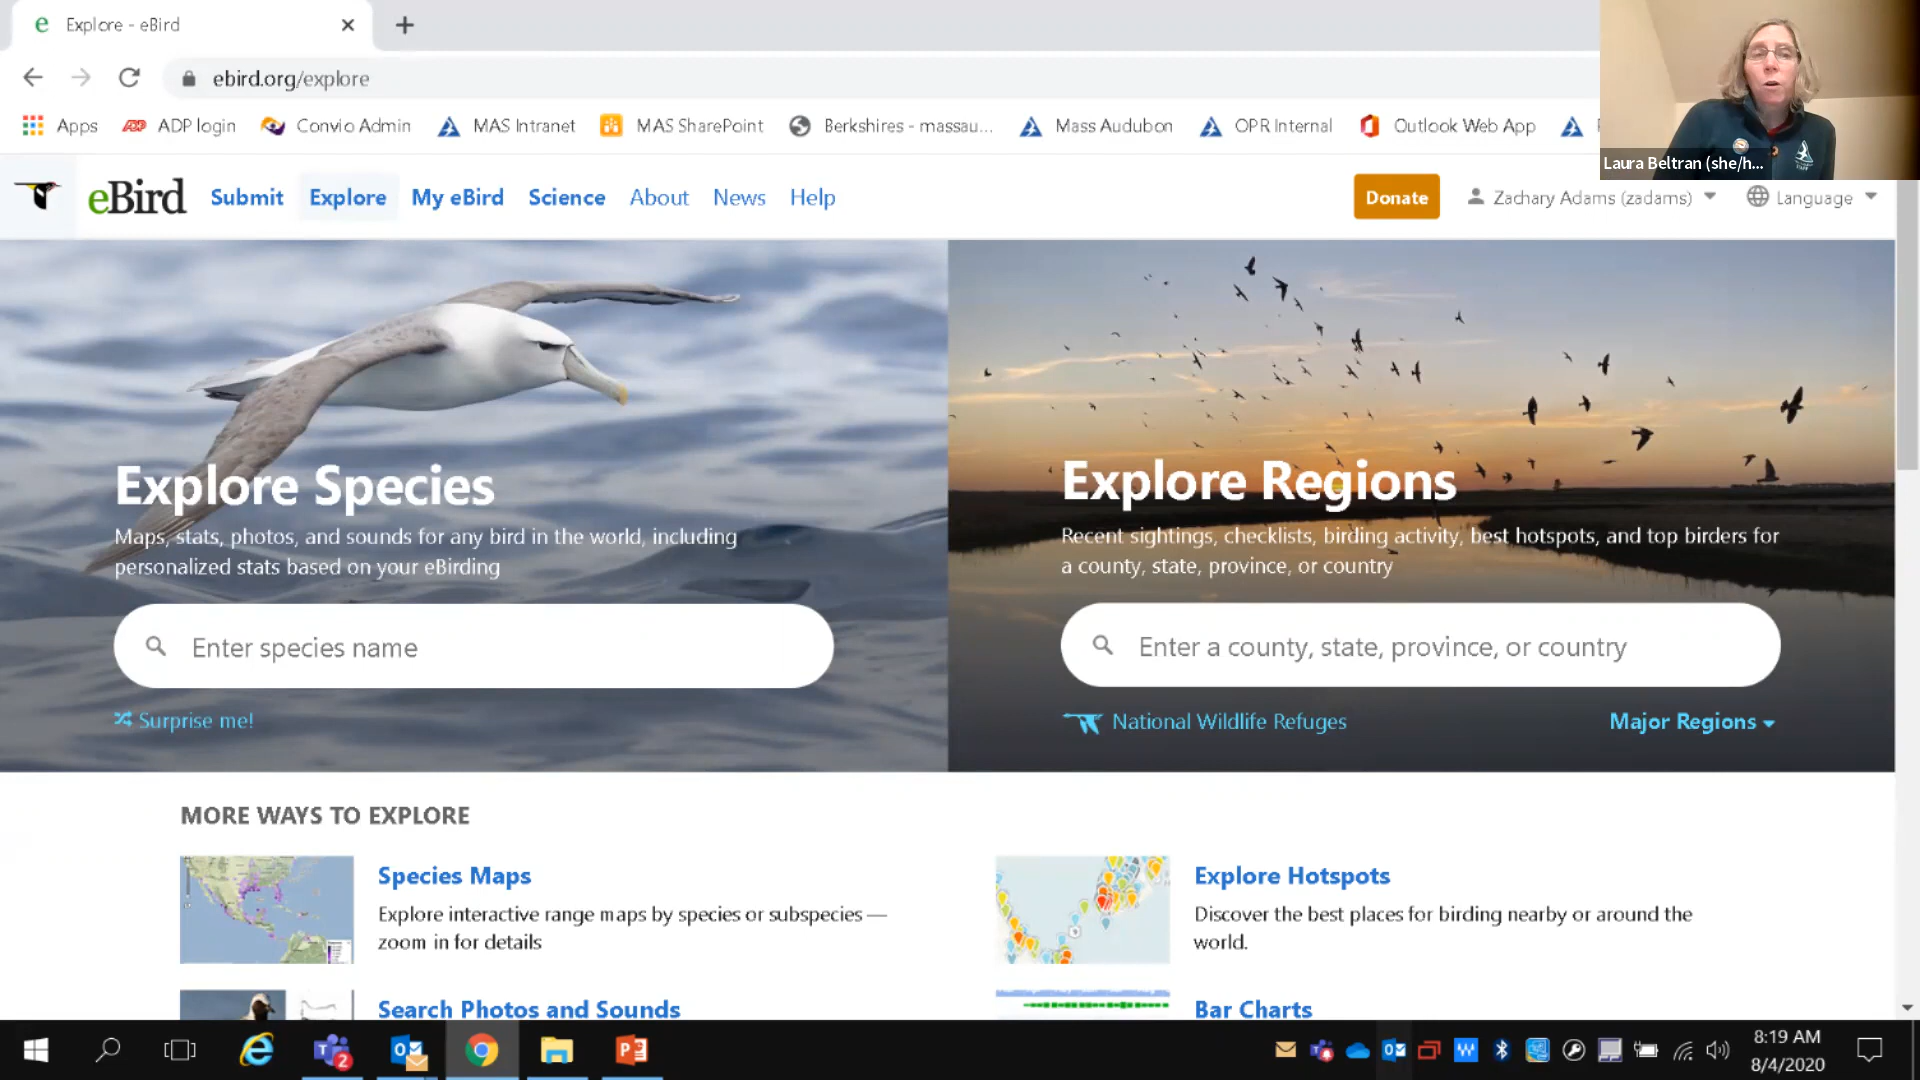 Explore - eBird
ebird.org/explore
Apps ADP login Convio Admin MAS Intranet MAS SharePoint Berkshires - massau... Mass Audubon OPR Internal Outlook Web App
Laura Beltran (she/h...
eBird Submit Explore My eBird Science About News Help Donate Zachary Adams (zadams) Language
Explore Species
Maps, stats, photos, and sounds for any bird in the world, including
personalized stats based on your eBirding
Enter species name
Surprise me!
Explore Regions
Recent sightings, checklists, birding activity, best hotspots, and top birders for
a county, state, province, or country
Enter a county, state, province, or country
National Wildlife Refuges Major Regions
MORE WAYS TO EXPLORE
Species Maps
Explore interactive range maps by species or subspecies —
zoom in for details
Explore Hotspots
Discover the best places for birding nearby or around the
world.
Search Photos and Sounds
Bar Charts
2
8:19 AM
8/4/2020